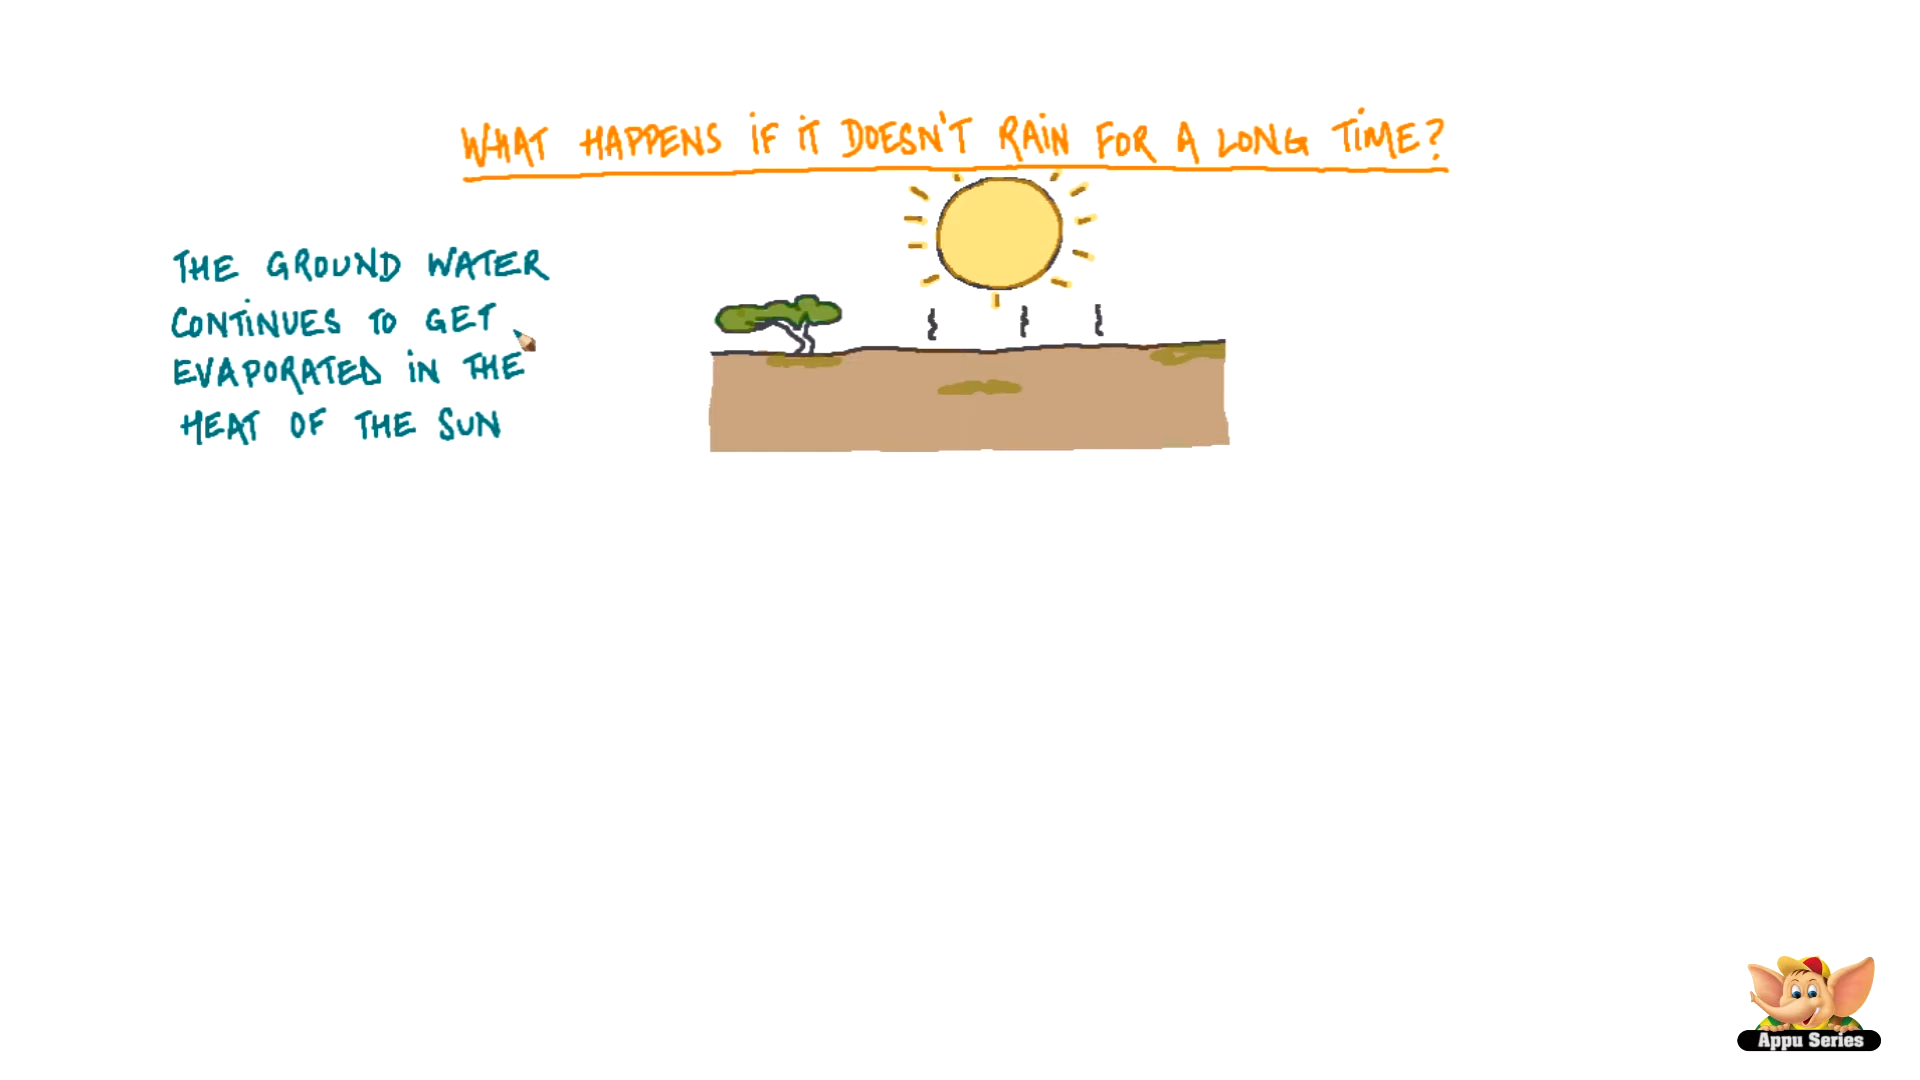 WHAT HAPPENS IF IT DOESN'T RAIN FOR A LONG TIME?
THE GROUND WATER
CONTINUES TO GET
EVAPORATED IN THE
HEAT OF THE SUN
Appu Series